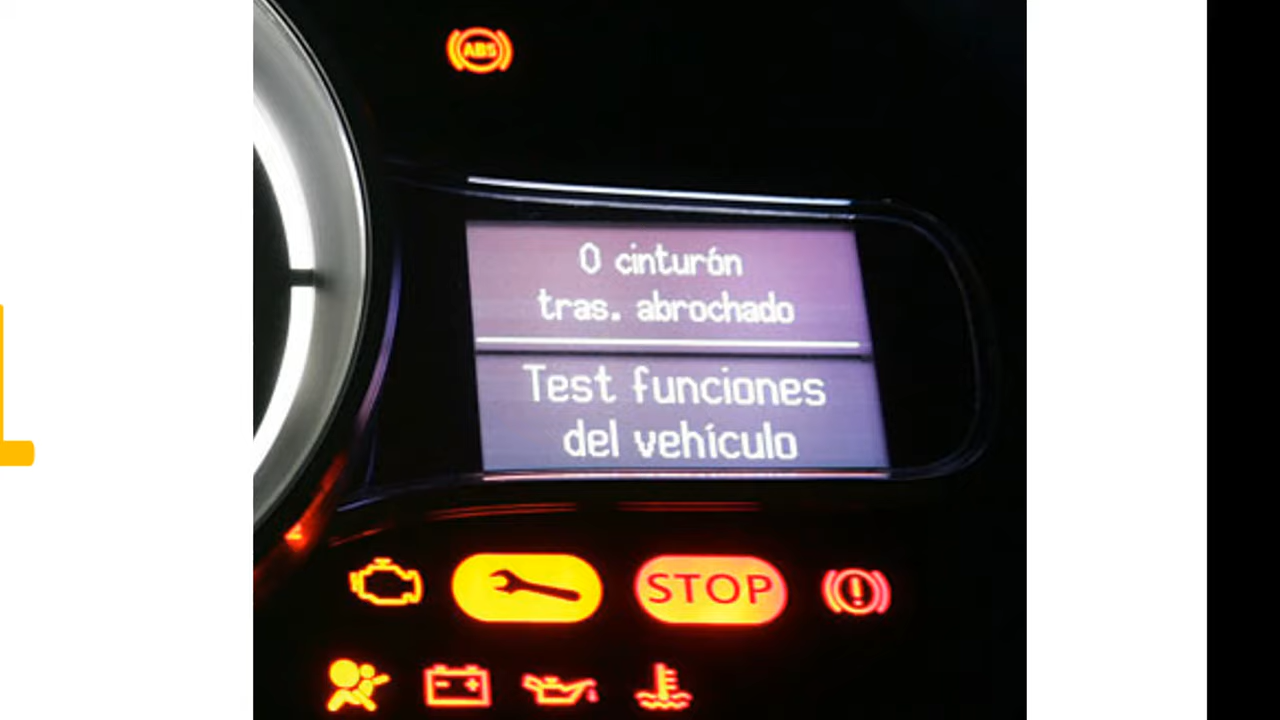 ABS
0 cinturón
tras. abrochado
Test funciones
del vehículo
STOP